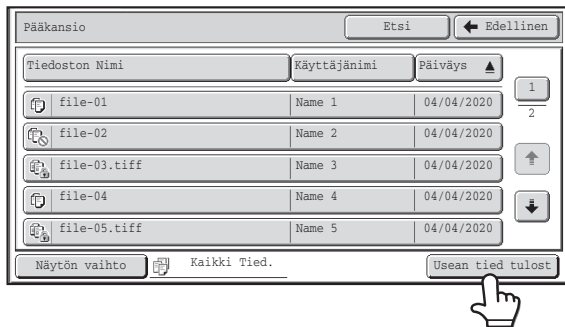 Pääkansio Etsi Edellinen
Tiedoston Nimi Käyttäjänimi Päiväys
file-01 Name 1 04/04/2020
1
2
file-02 Name 2 04/04/2020
file-03.tiff Name 3 04/04/2020
file-04 Name 4 04/04/2020
file-05.tiff Name 5 04/04/2020
Näytön vaihto Kaikki Tied. Usean tied tulost